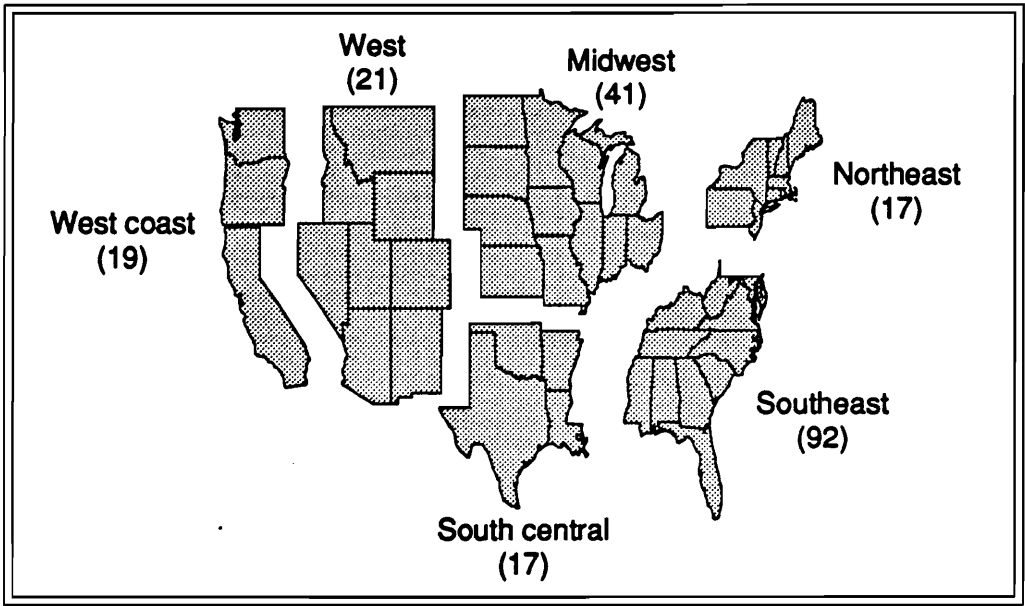 West
(21)
Midwest
(41)
Northeast
(17)
West coast
(19)
Southeast
(92)
South central
(17)